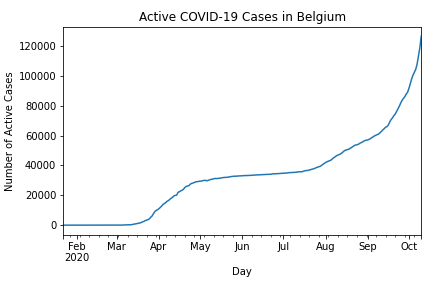 Active COVID-19 Cases in Belgium
Number of Active Cases
120000
100000
80000
60000
40000
20000
0
Feb Mar Apr May Jun Jul Aug Sep Oct
2020
Day